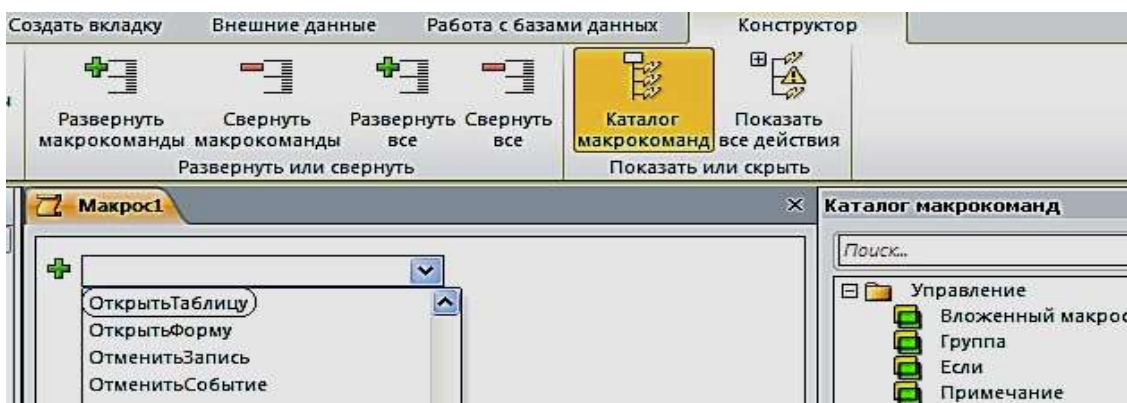 Создать вкладку Внешние данные Работа с базами данных Конструктор
Развернуть макрокоманды
Свернуть макрокоманды
Развернуть все
Свернуть все
Каталог макрокоманд
Показать все действия
Развернуть или свернуть
Показать или скрыть
Макрос1
Каталог макрокоманд
Поиск...
ОткрытьТаблицу
ОткрытьФорму
ОтменитьЗапись
ОтменитьСобытие
Управление
Вложенный макрос
Группа
Если
Примечание